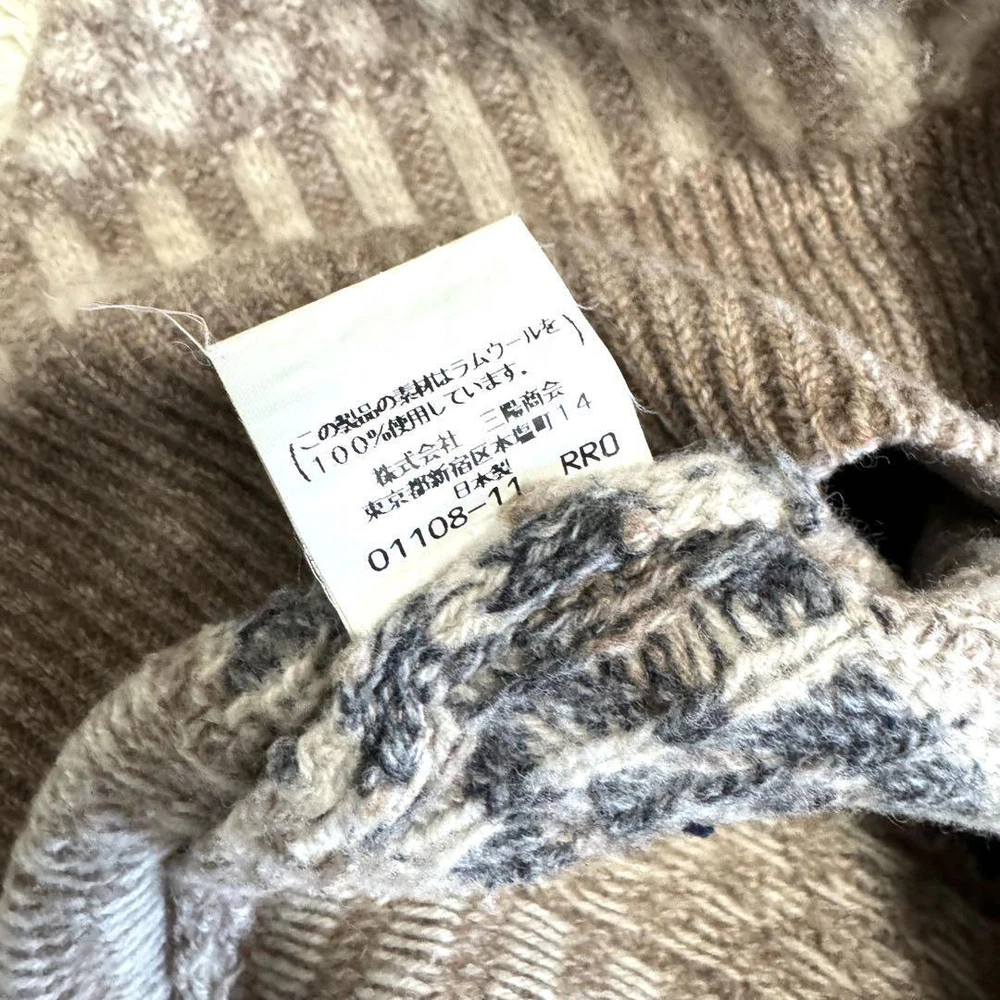 (この製品の素材はラムウールを)
100%使用しています。
株式会社 三陽商会
東京都新宿区本塩町14
日本製
01108-11 RRO